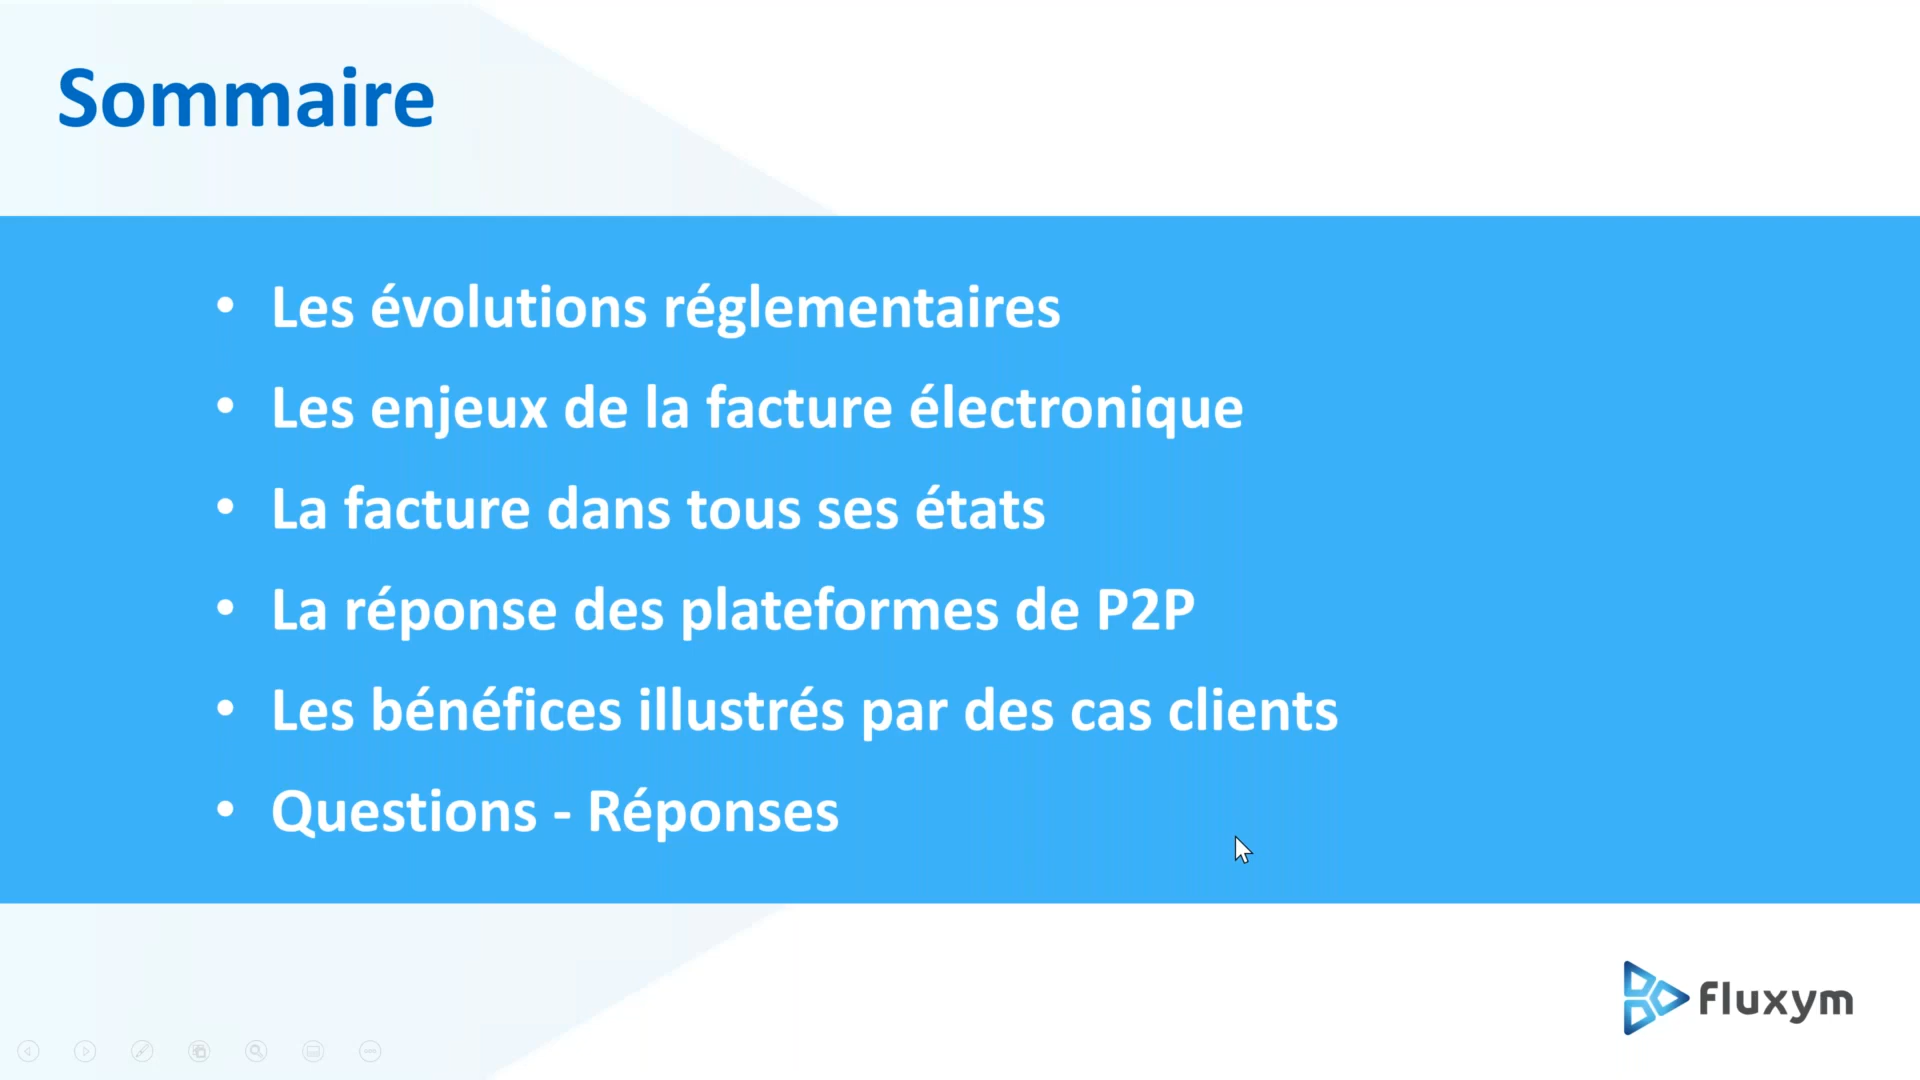 Sommaire
• Les évolutions réglementaires
• Les enjeux de la facture électronique
• La facture dans tous ses états
• La réponse des plateformes de P2P
• Les bénéfices illustrés par des cas clients
• Questions - Réponses
fluxym